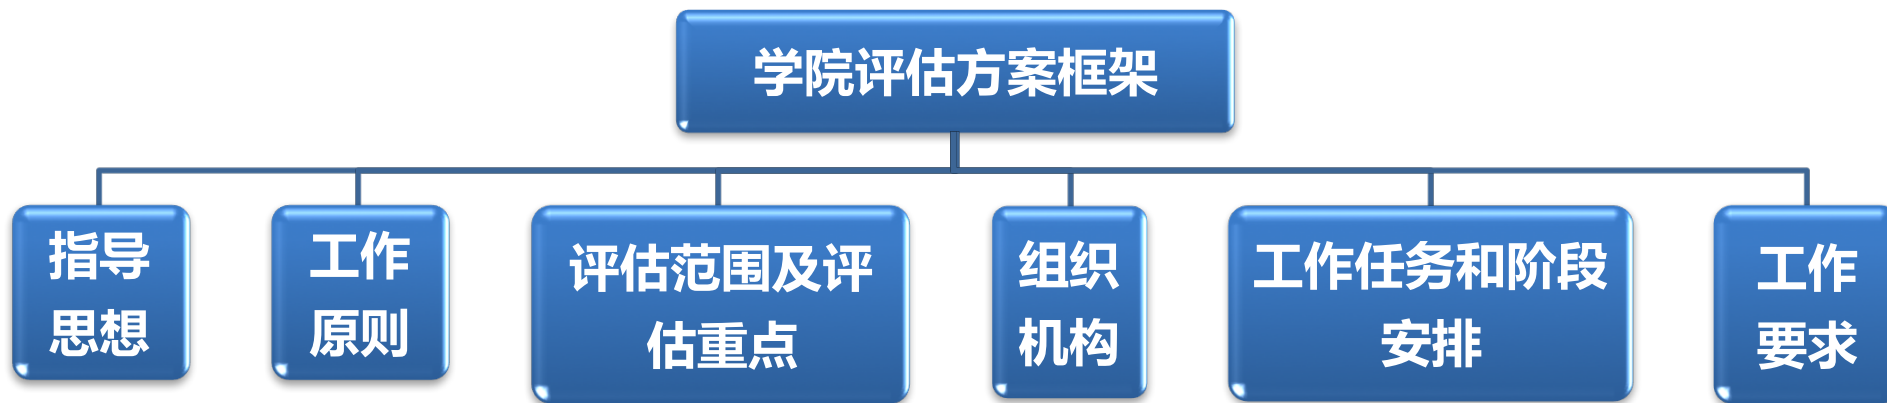 学院评估方案框架
指导
思想
工作
原则
评估范围及评
估重点
组织
机构
工作任务和阶段
安排
工作
要求